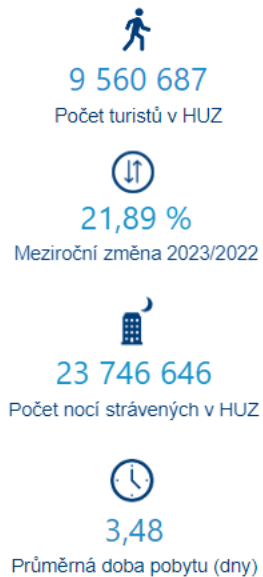 9 560 687
Počet turistů v HUZ
21,89 %
Meziroční změna 2023/2022
23 746 646
Počet nocí strávených v HUZ
3,48
Průměrná doba pobytu (dny)